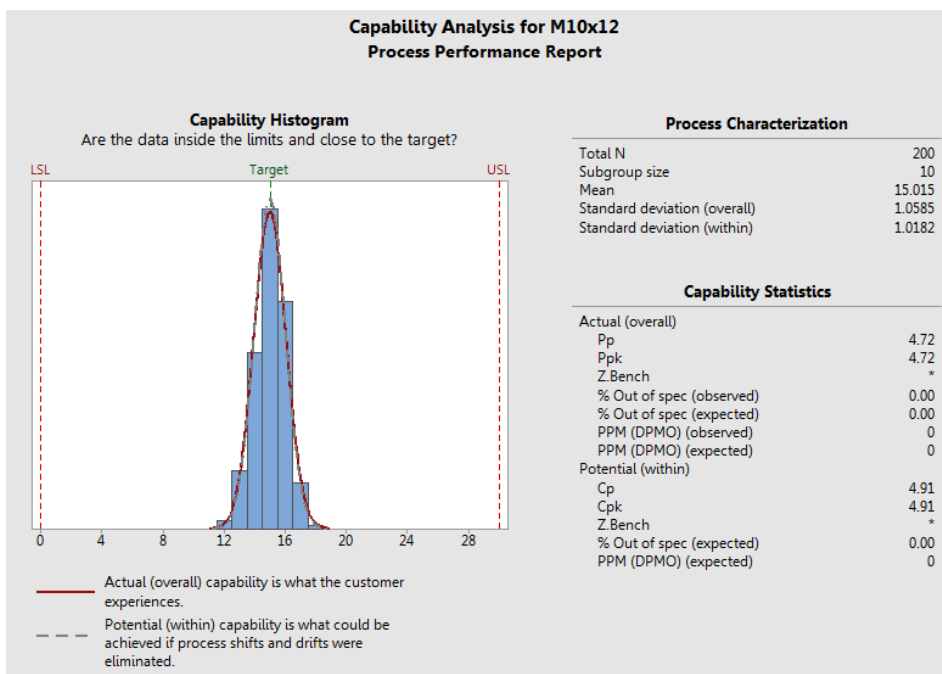 Capability Analysis for M10x12
Process Performance Report
Capability Histogram
Are the data inside the limits and close to the target?
LSL Target USL
0 4 8 12 16 20 24 28
Actual (overall) capability is what the customer
experiences.
Potential (within) capability is what could be
achieved if process shifts and drifts were
eliminated.
Process Characterization
Total N 200
Subgroup size 10
Mean 15.015
Standard deviation (overall) 1.0585
Standard deviation (within) 1.0182
Capability Statistics
Actual (overall)
Pp 4.72
Ppk 4.72
Z.Bench *
% Out of spec (observed) 0.00
% Out of spec (expected) 0.00
PPM (DPMO) (observed) 0
PPM (DPMO) (expected) 0
Potential (within)
Cp 4.91
Cpk 4.91
Z.Bench *
% Out of spec (expected) 0.00
PPM (DPMO) (expected) 0